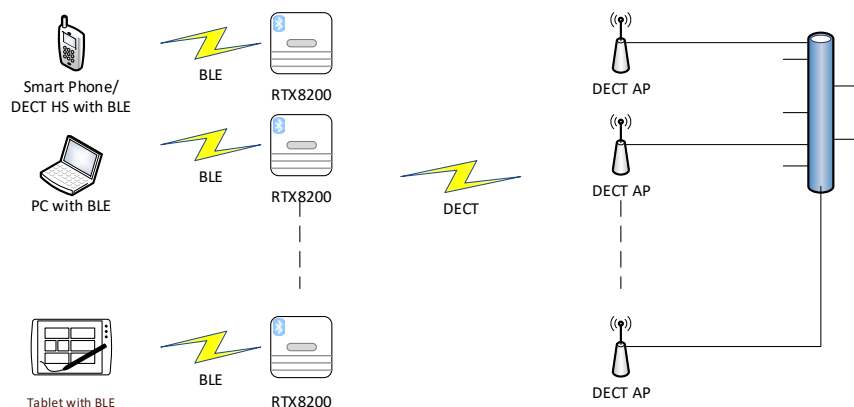 Smart Phone/
DECT HS with BLE
BLE
RTX8200
DECT AP
PC with BLE
BLE
RTX8200
DECT
DECT AP
Tablet with BLE
BLE
RTX8200
DECT AP